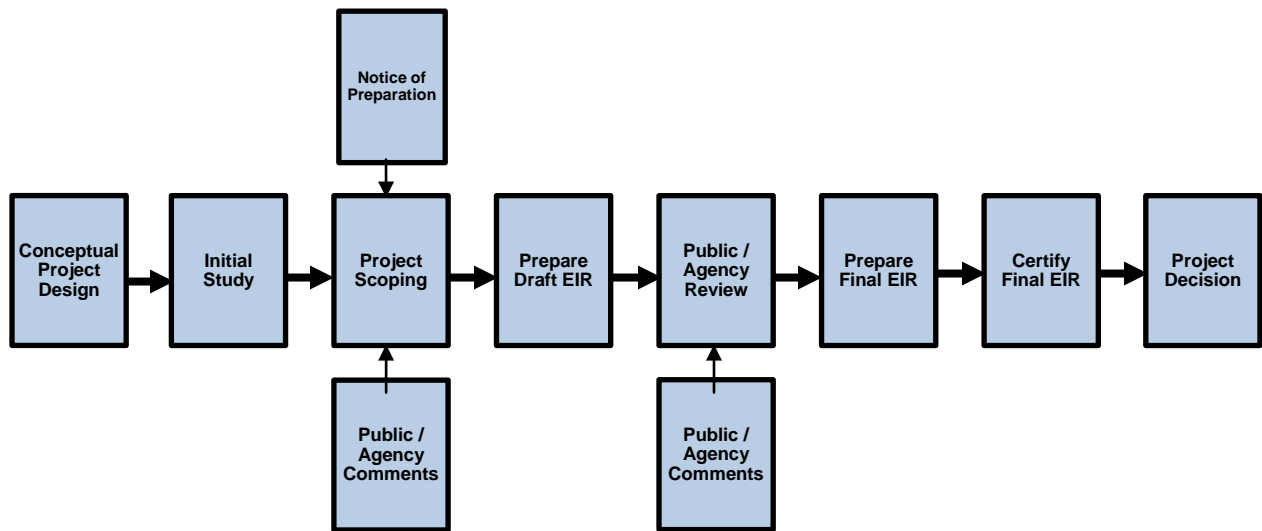 Notice of
Preparation
Conceptual
Project
Design
Initial
Study
Project
Scoping
Prepare
Draft EIR
Public /
Agency
Review
Prepare
Final EIR
Certify
Final EIR
Project
Decision
Public /
Agency
Comments
Public /
Agency
Comments